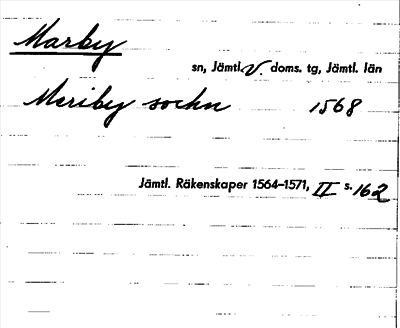 Marby
sn, Jämtl. V. doms. tg, Jämtl. län
Meriby sochn 1568
Jämtl. Räkenskaper 1564–1571, II s. 162